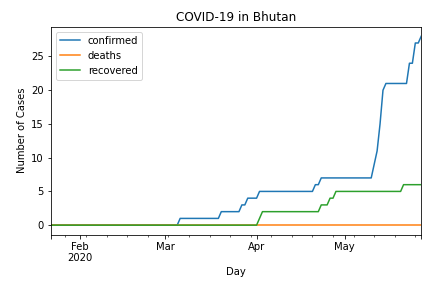 COVID-19 in Bhutan
confirmed
deaths
recovered
Number of Cases
25
20
15
10
5
0
Feb
2020
Mar
Apr
May
Day